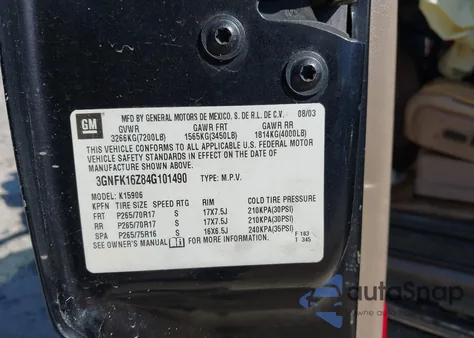 GM
MFD BY GENERAL MOTORS DE MEXICO, S. DE R.L. DE C.V. 08/03
GVWR GAWR FRT GAWR RR
3266KG(7200LB) 1565KG(3450LB) 1814KG(4000LB)
THIS VEHICLE CONFORMS TO ALL APPLICABLE U.S. FEDERAL MOTOR
VEHICLE SAFETY STANDARDS IN EFFECT ON THE DATE OF
MANUFACTURE SHOWN ABOVE.
3GNFK16Z84G101490 TYPE: M.P.V.
MODEL: K15906
KPFN TIRE SIZE SPEED RTG RIM COLD TIRE PRESSURE
FRT P265/70R17 S 17X7.5J 210KPA(30PSI)
RR P265/70R17 S 17X7.5J 210KPA(30PSI)
SPA P265/75R16 S 16X6.5J 240KPA(35PSI)
SEE OWNER'S MANUAL FOR MORE INFORMATION.
F 163
T 345
autoSnap